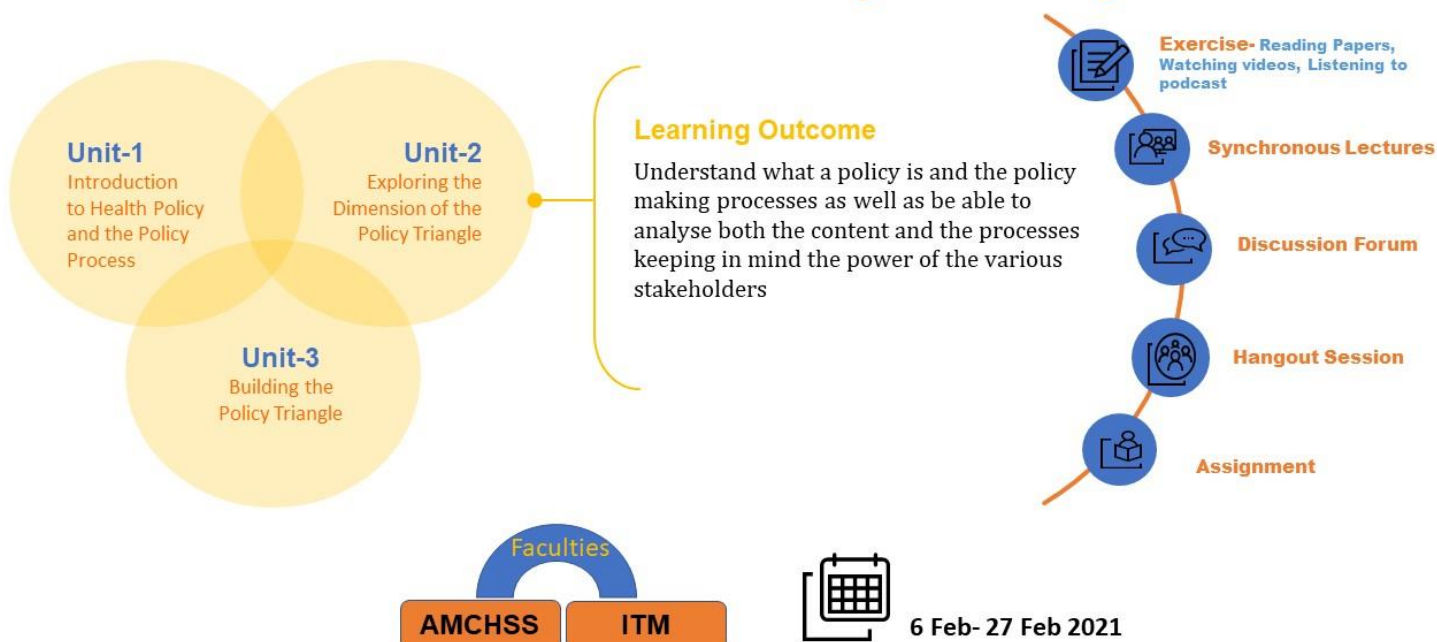 Unit-1
Introduction
to Health Policy
and the Policy
Process
Unit-2
Exploring the
Dimension of the
Policy Triangle
Unit-3
Building the
Policy Triangle
Learning Outcome
Understand what a policy is and the policy
making processes as well as be able to
analyse both the content and the processes
keeping in mind the power of the various
stakeholders
Exercise- Reading Papers,
Watching videos, Listening to
podcast
Synchronous Lectures
Discussion Forum
Hangout Session
Assignment
Faculties
AMCHSS
ITM
6 Feb- 27 Feb 2021